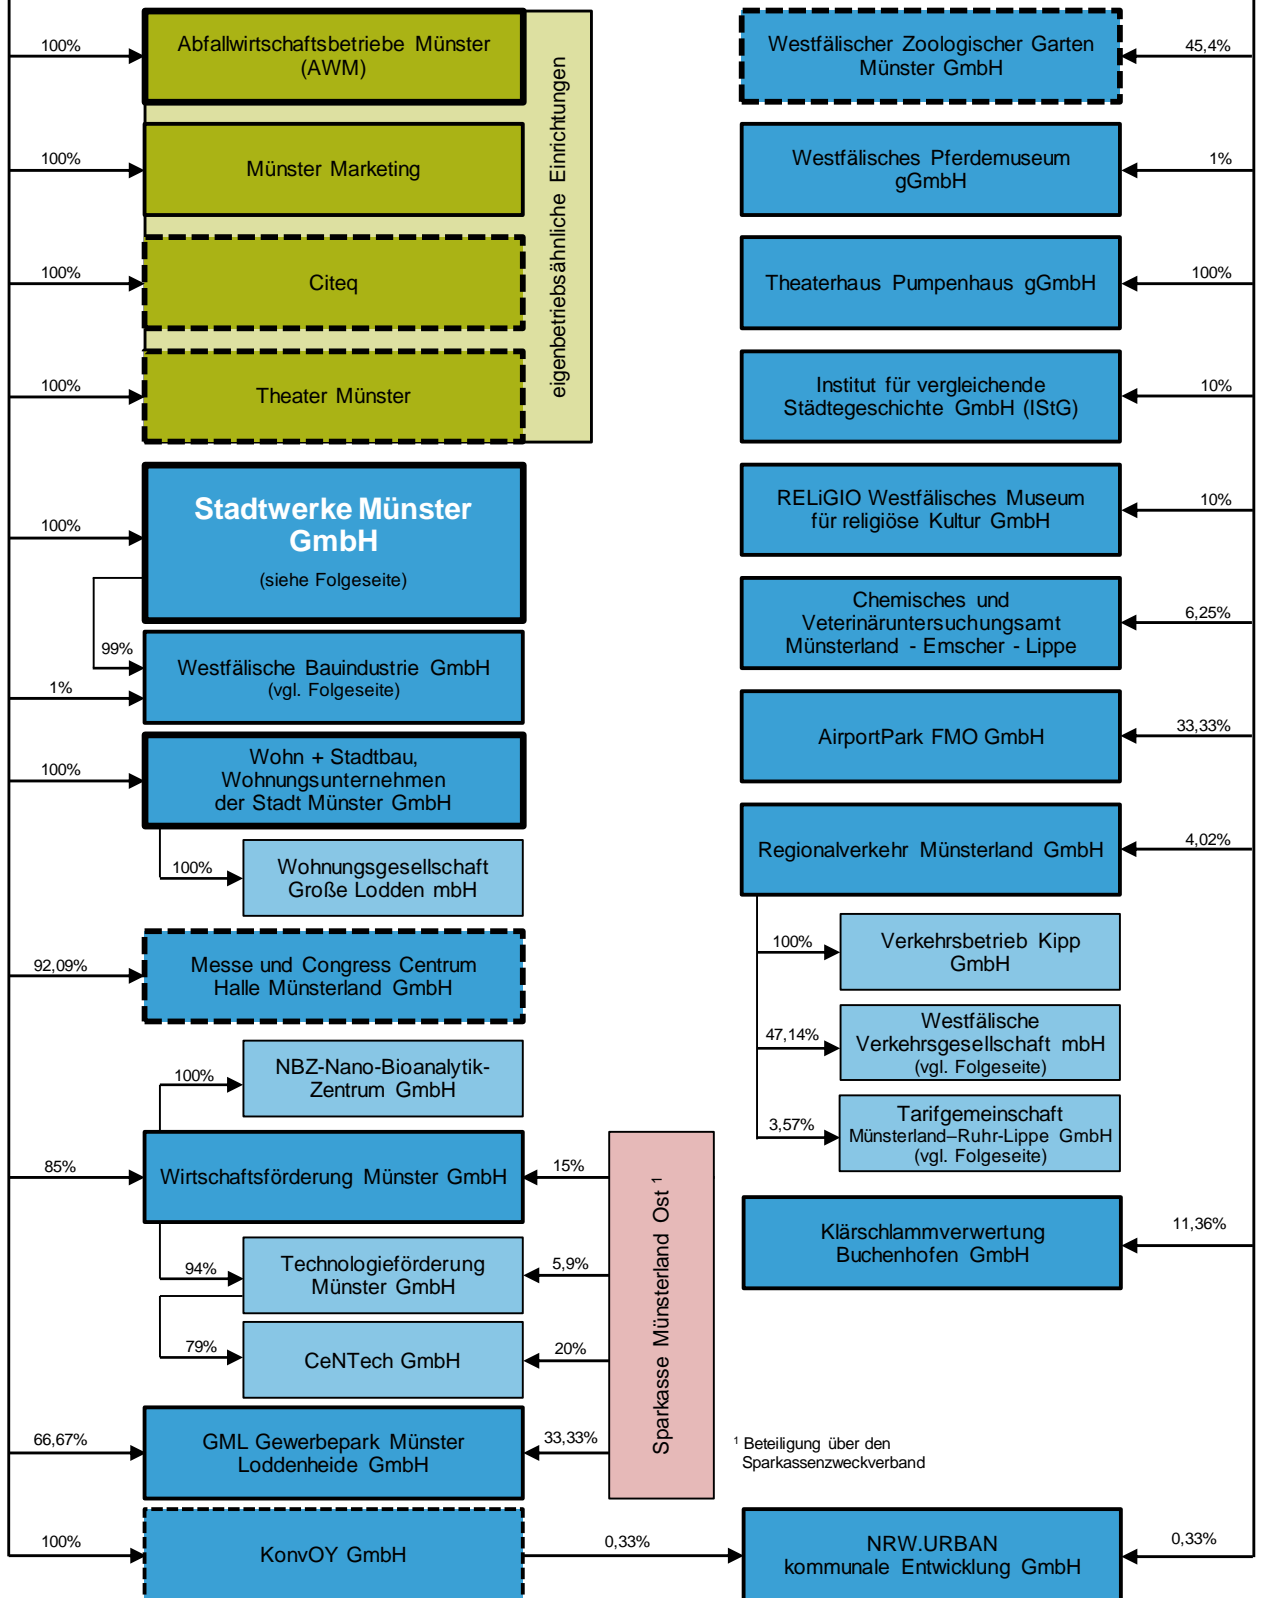 100%
Abfallwirtschaftsbetriebe Münster
(AWM)
100%
Münster Marketing
100%
Citeq
100%
Theater Münster
eigenbetriebsähnliche Einrichtungen
100%
Stadtwerke Münster
GmbH
(siehe Folgeseite)
99%
1%
Westfälische Bauindustrie GmbH
(vgl. Folgeseite)
100%
Wohn + Stadtbau,
Wohnungsunternehmen
der Stadt Münster GmbH
100%
Wohnungsgesellschaft
Große Lodden mbH
92,09%
Messe und Congress Centrum
Halle Münsterland GmbH
100%
NBZ-Nano-Bioanalytik-
Zentrum GmbH
85%
Wirtschaftsförderung Münster GmbH
15%
94%
Technologieförderung
Münster GmbH
5,9%
79%
CeNTech GmbH
20%
66,67%
GML Gewerbepark Münster
Loddenheide GmbH
33,33%
Sparkasse Münsterland Ost 1
100%
KonvOY GmbH
0,33%
Westfälischer Zoologischer Garten
Münster GmbH
45,4%
Westfälisches Pferdemuseum
gGmbH
1%
Theaterhaus Pumpenhaus gGmbH
100%
Institut für vergleichende
Städtegeschichte GmbH (IStG)
10%
RELiGIO Westfälisches Museum
für religiöse Kultur GmbH
10%
Chemisches und
Veterinäruntersuchungsamt
Münsterland - Emscher - Lippe
6,25%
AirportPark FMO GmbH
33,33%
Regionalverkehr Münsterland GmbH
4,02%
100%
Verkehrsbetrieb Kipp
GmbH
47,14%
Westfälische
Verkehrsgesellschaft mbH
(vgl. Folgeseite)
3,57%
Tarifgemeinschaft
Münsterland–Ruhr-Lippe GmbH
(vgl. Folgeseite)
Klärschlammverwertung
Buchenhofen GmbH
11,36%
1 Beteiligung über den
Sparkassenzweckverband
NRW.URBAN
kommunale Entwicklung GmbH
0,33%